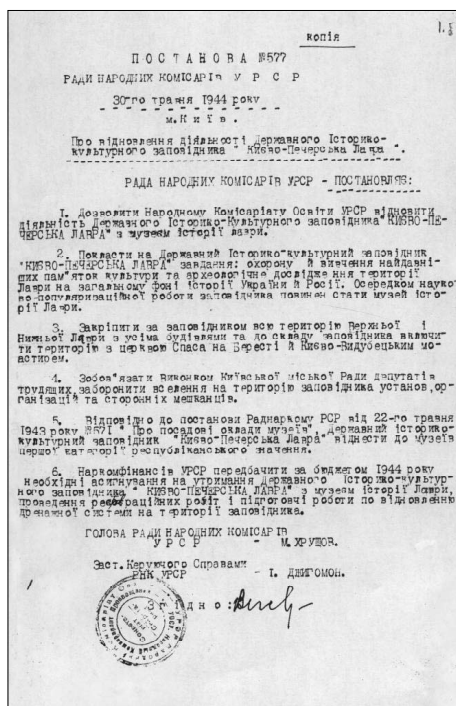 копія
ПОСТАНОВА №577
РАДИ НАРОДНИХ КОМІСАРІВ УРСР
30-го травня 1944 року
м.Київ.
Про відновлення діяльності Державного Історико-
культурного заповідника "Києво-Печерська Лавра".
РАДА НАРОДНИХ КОМІСАРІВ УРСР - ПОСТАНОВЛЯЄ:
1. Дозволити Народному Комісаріату Освіти УРСР відновити
діяльність Державного Історико-Культурного заповідника "КИЄВО-ПЕ-
ЧЕРСЬКА ЛАВРА" з музеям історії лаври.
2. Покласти на Державний Історико-культурний заповідник
"КИЄВО-ПЕЧЕРСЬКА ЛАВРА" завдання: охорону й вивчення найдавні-
ших пам'яток культури та археологічне дослідження території
Лаври на загальному фоні історії України й Росії. Осередком науко
во-популяризаційної роботи заповідника повинен стати музей істо-
рії Лаври.
3. Закріпити за заповідником всю територію Верхньої і
Нижньої Лаври з усіма будівлями та до складу заповідника включи-
ти територію з церквою Спаса на Бересті й Києво-Видубецьким мо-
астирем.
4. Зобов'язати Виконком Київської міської Ради депутатів
трудящих, заборонити вселення на територію заповідника установ, ор-
ганізацій та сторонніх мешканців.
5. Відповідно до постанови Раднаркому РСР від 22-го травня
1943 року №571 "Про посадові оклади музеїв", Державний історико-
культурний заповідник "Києво-Печерська Лавра" віднести до музеїв
першої категорії республіканського значення.
6. Наркомфінансів УРСР передбачити за бюджетом 1944 року
необхідні асигнування на утримання Державного Історико-культур-
ного заповідника "КИЄВО-ПЕЧЕРСЬКА ЛАВРА" з музеям історії Лаври,
проведення реставраційних робіт і підготовчі роботи по відновленню
дренажної системи на території заповідника.
ГОЛОВА РАДИ НАРОДНИХ КОМІСАРІВ
УРСР - М.ХРУЩОВ.
Заст.Керуючого Справами
РНК УРСР - І. ДЖИГОМОН.
Згідно: